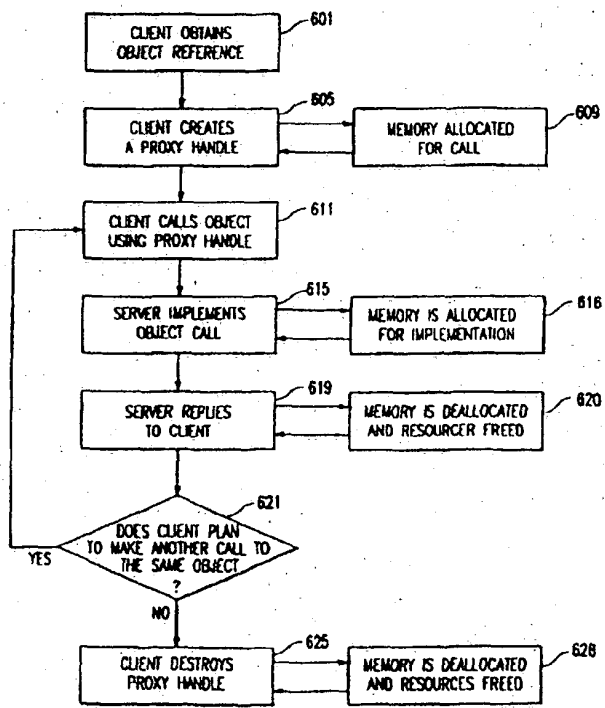 601
CLIENT OBTAINS
OBJECT REFERENCE
605
CLIENT CREATES
A PROXY HANDLE
609
MEMORY ALLOCATED
FOR CALL
611
CLIENT CALLS OBJECT
USING PROXY HANDLE
615
SERVER IMPLEMENTS
OBJECT CALL
616
MEMORY IS ALLOCATED
FOR IMPLEMENTATION
619
SERVER REPLIES
TO CLIENT
620
MEMORY IS DEALLOCATED
AND RESOURCER FREED
621
DOES CLIENT PLAN
TO MAKE ANOTHER CALL TO
THE SAME OBJECT
?
YES
NO
625
CLIENT DESTROYS
PROXY HANDLE
628
MEMORY IS DEALLOCATED
AND RESOURCES FREED